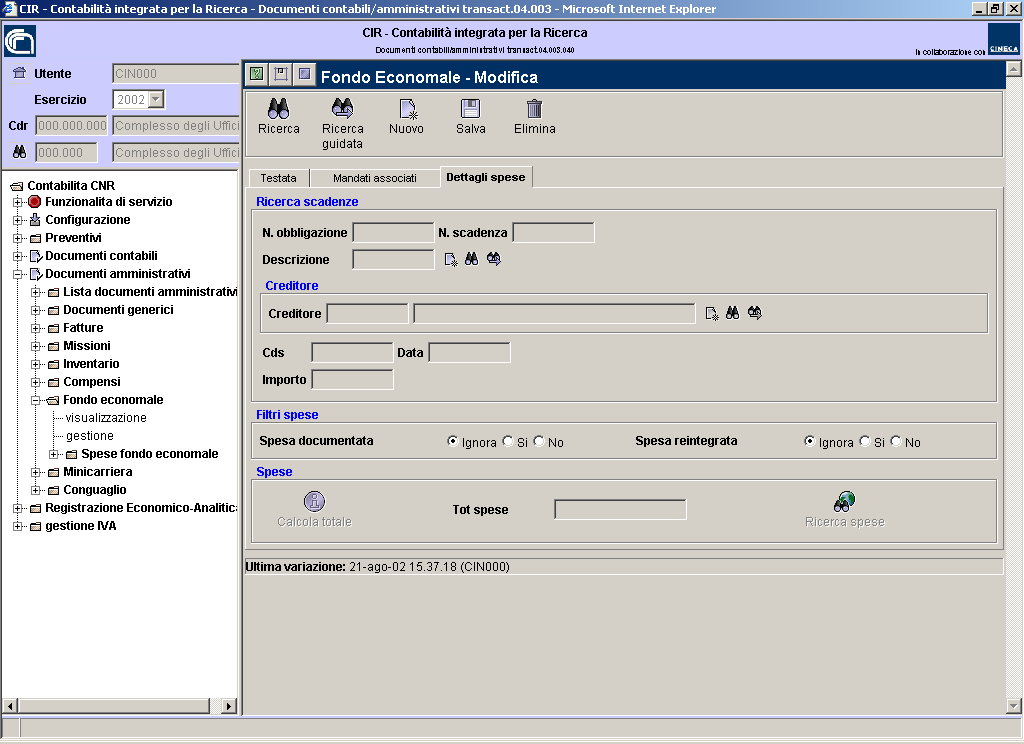 CIR - Contabilità integrata per la Ricerca - Documenti contabili/amministrativi transact.04.003 - Microsoft Internet Explorer
CIR - Contabilità integrata per la Ricerca
Documenti contabili/amministrativi transact.04.003.040
In collaborazione con CINECA
Utente CIN000
Esercizio 2002
Cdr 000.000.000 Complesso degli Uffici
000.000 Complesso degli Uffici
Contabilita CNR
Funzionalita di servizio
Configurazione
Preventivi
Documenti contabili
Documenti amministrativi
Lista documenti amministrativi
Documenti generici
Fatture
Missioni
Inventario
Compensi
Fondo economale
visualizzazione
gestione
Spese fondo economale
Minicarriera
Conguaglio
Registrazione Economico-Analitica
gestione IVA
Fondo Economale - Modifica
Ricerca
Ricerca guidata
Nuovo
Salva
Elimina
Testata
Mandati associati
Dettagli spese
Ricerca scadenze
N. obbligazione
N. scadenza
Descrizione
Creditore
Creditore
Cds
Data
Importo
Filtri spese
Spesa documentata Ignora Si No
Spesa reintegrata Ignora Si No
Spese
Calcola totale
Tot spese
Ricerca spese
Ultima variazione: 21-ago-02 15.37.18 (CIN000)